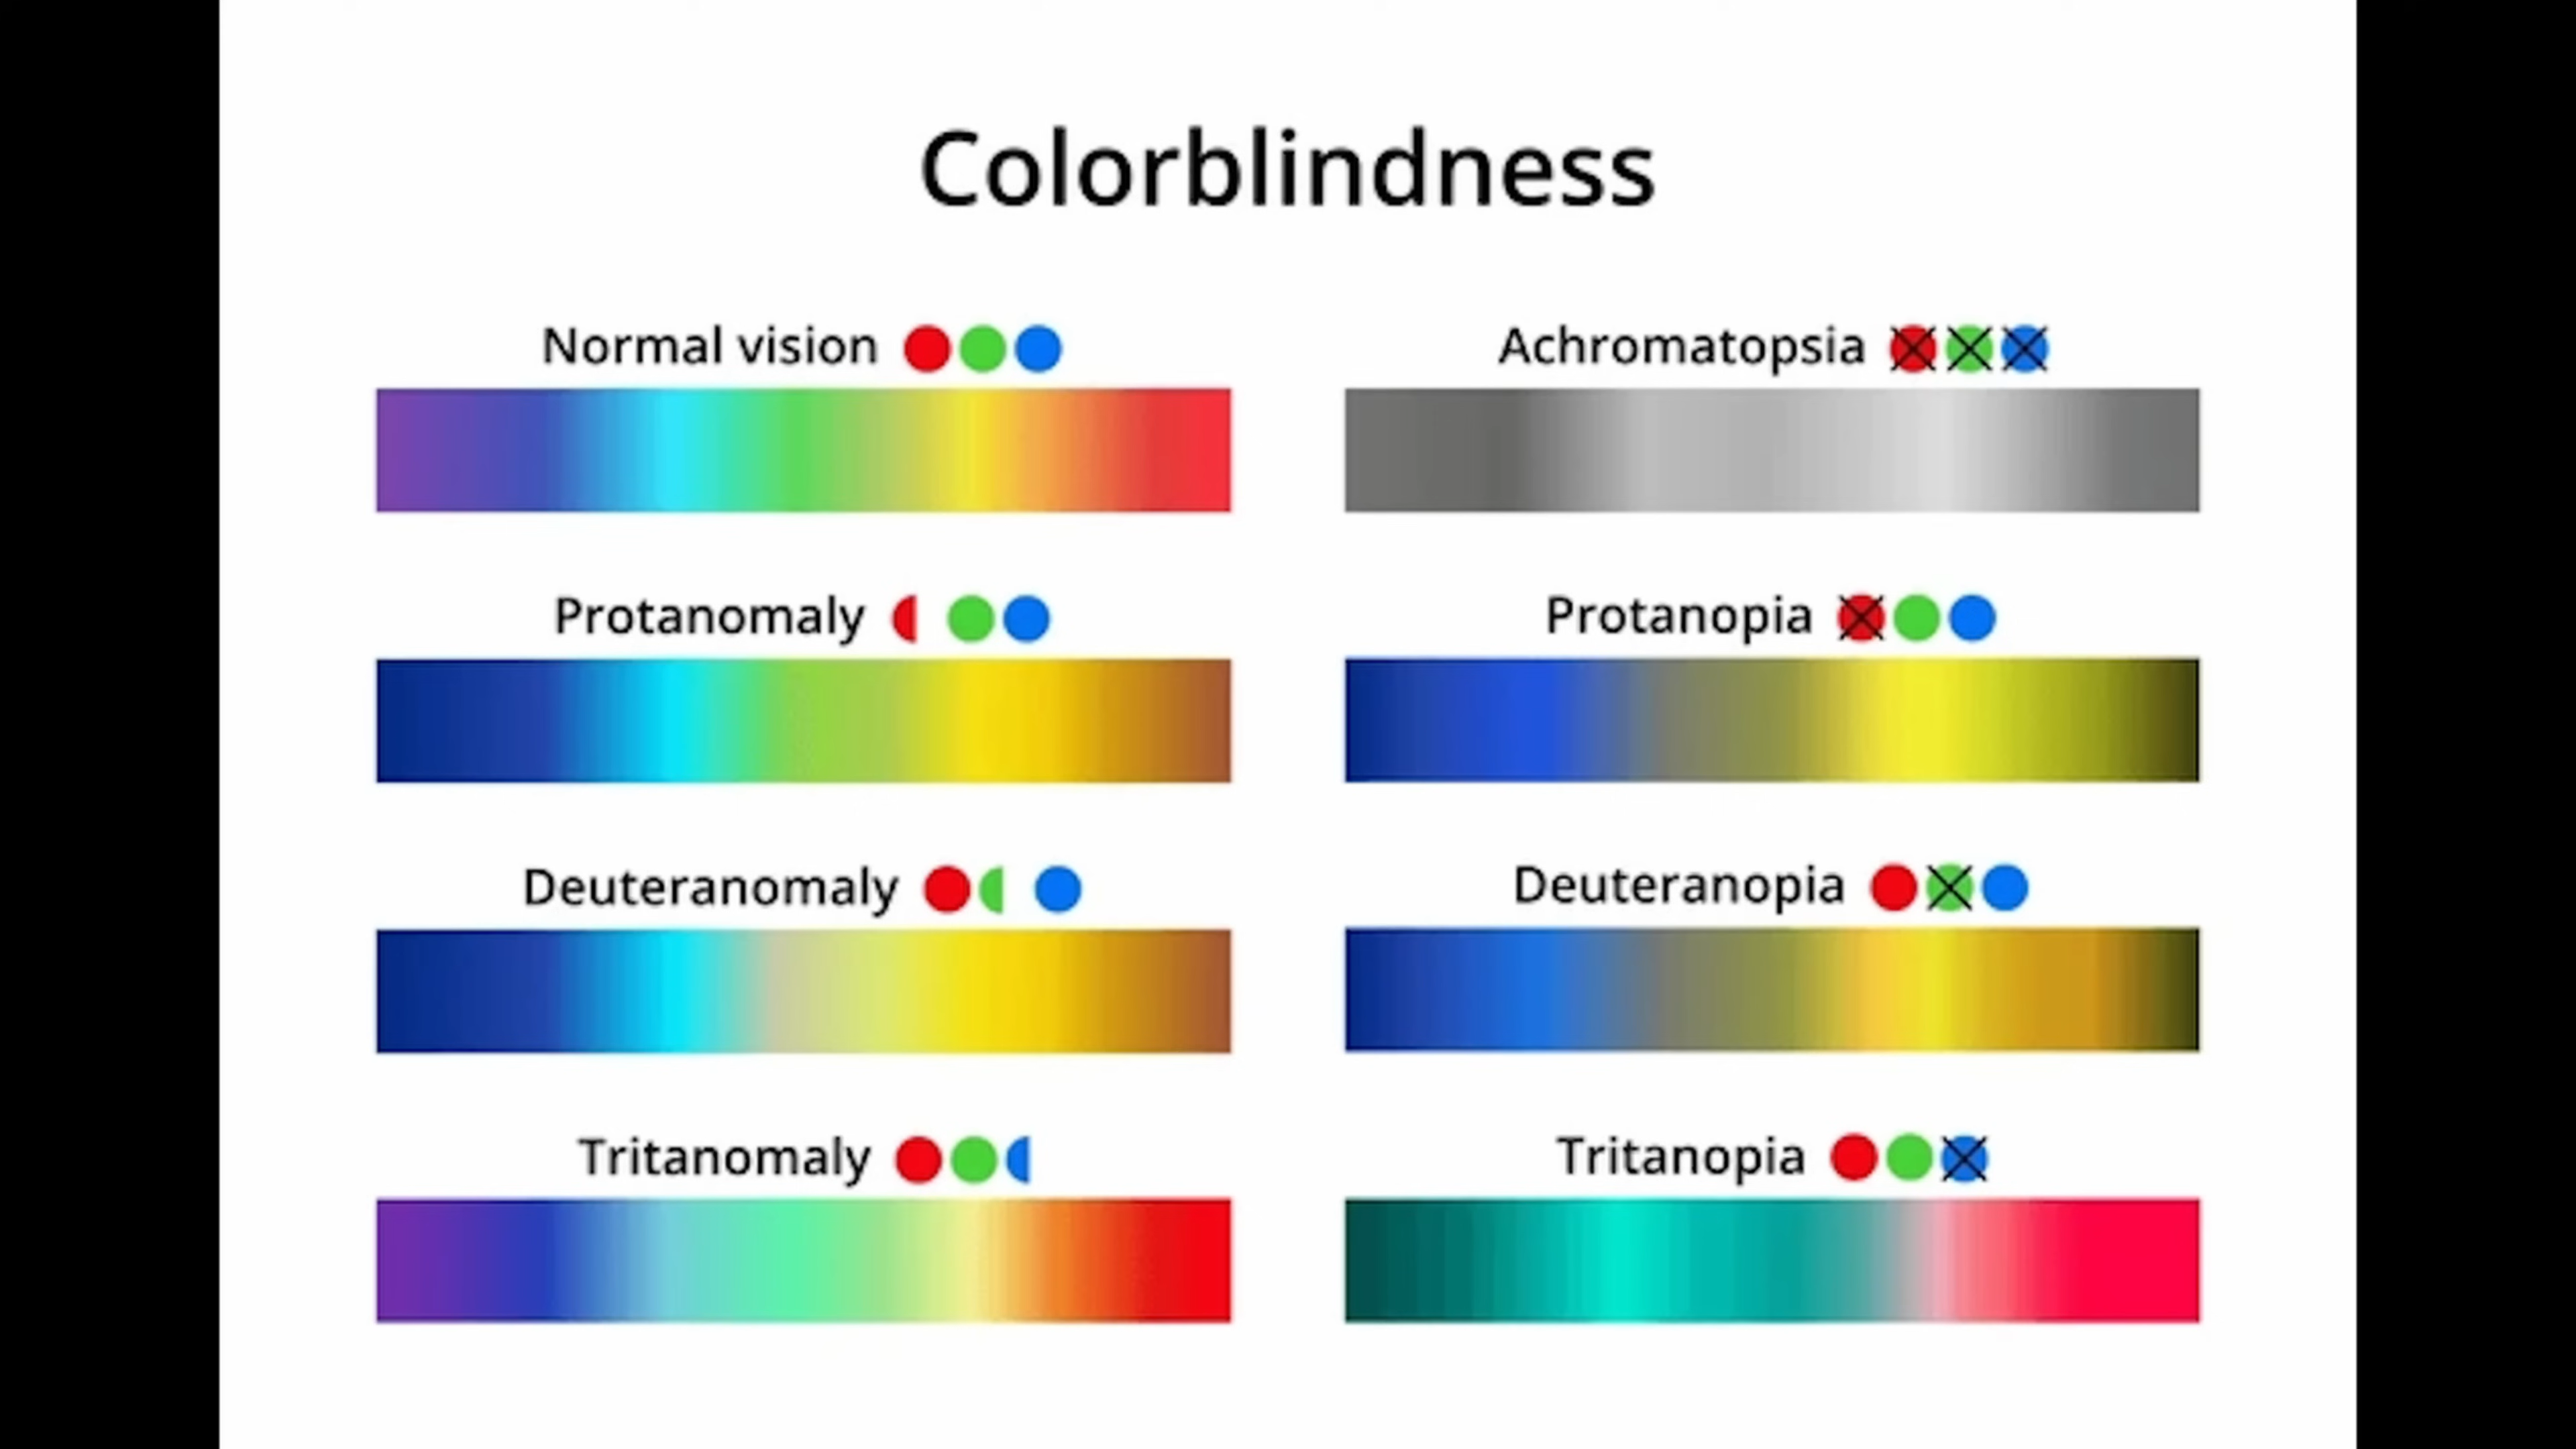 Colorblindness
Normal vision
Achromatopsia
Protanomaly
Protanopia
Deuteranomaly
Deuteranopia
Tritanomaly
Tritanopia